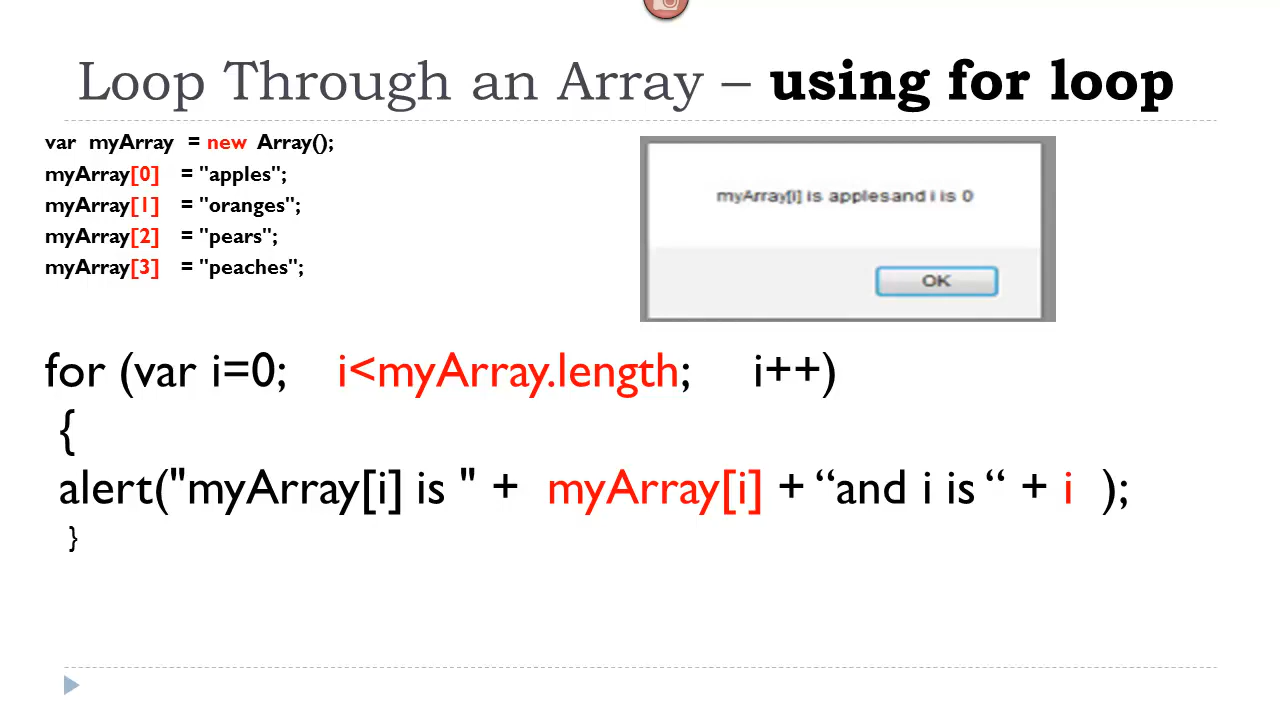 Loop Through an Array – using for loop
var myArray = new Array();
myArray[0] = "apples";
myArray[1] = "oranges";
myArray[2] = "pears";
myArray[3] = "peaches";
myArray[i] is applesand i is 0
OK
for (var i=0; i<myArray.length; i++)
{
alert("myArray[i] is " + myArray[i] + “and i is “ + i );
}